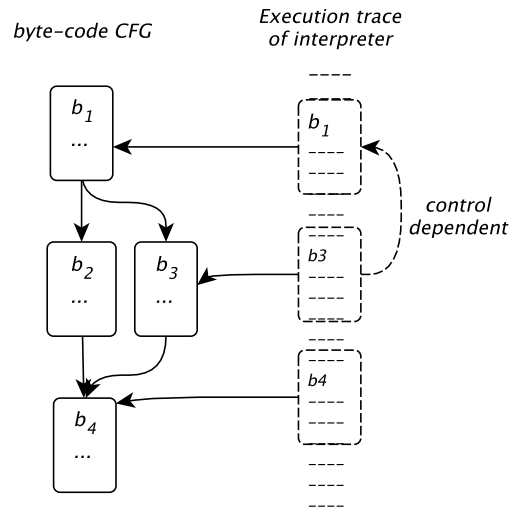 byte-code CFG
Execution trace
of interpreter
b1
...
b2
...
b3
...
b4
...
b1
b3
b4
control
dependent